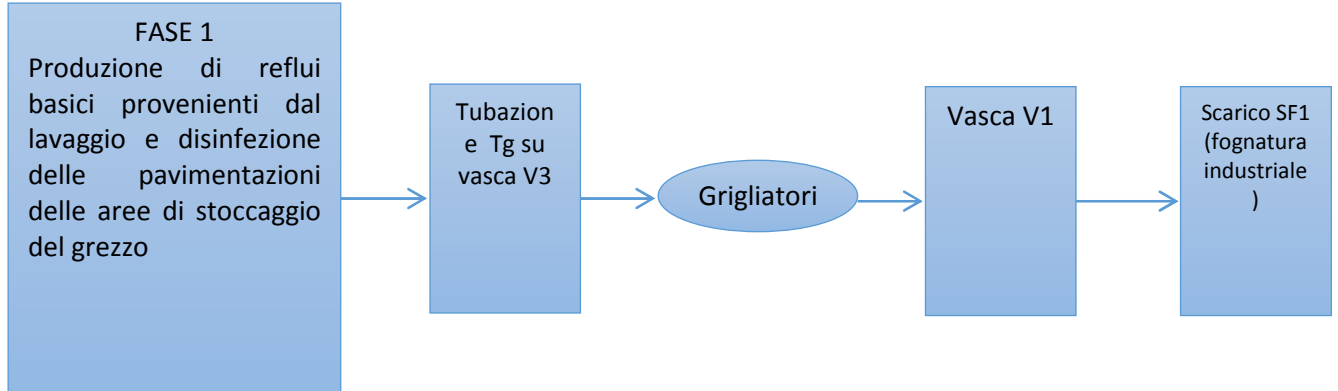 FASE 1
Produzione di reflui
basici provenienti dal
lavaggio e disinfezione
delle pavimentazioni
delle aree di stoccaggio
del grezzo
Tubazion
e Tg su
vasca V3
Grigliatori
Vasca V1
Scarico SF1
(fognatura
industriale
)